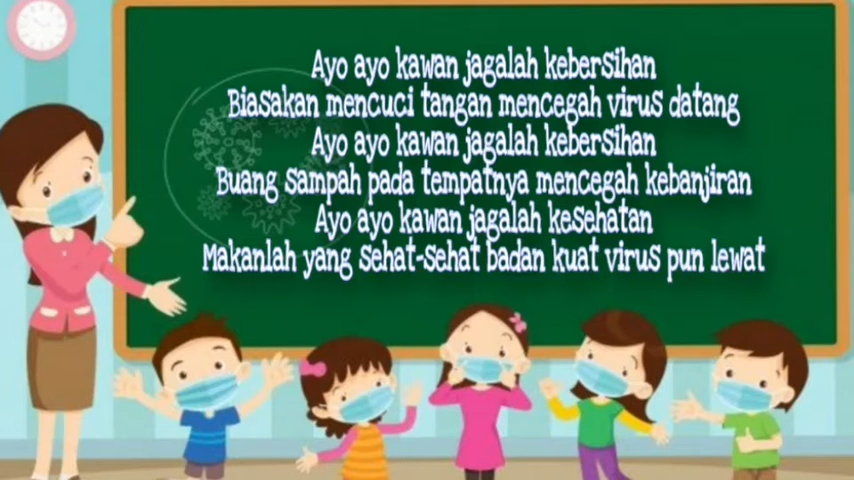 Ayo ayo kawan jagalah kebersihan
Biasakan mencuci tangan mencegah virus datang
Ayo ayo kawan jagalah kebersihan
Buang sampah pada tempatnya mencegah kebanjiran
Ayo ayo kawan jagalah kesehatan
Makanlah yang sehat-sehat badan kuat virus pun lewat